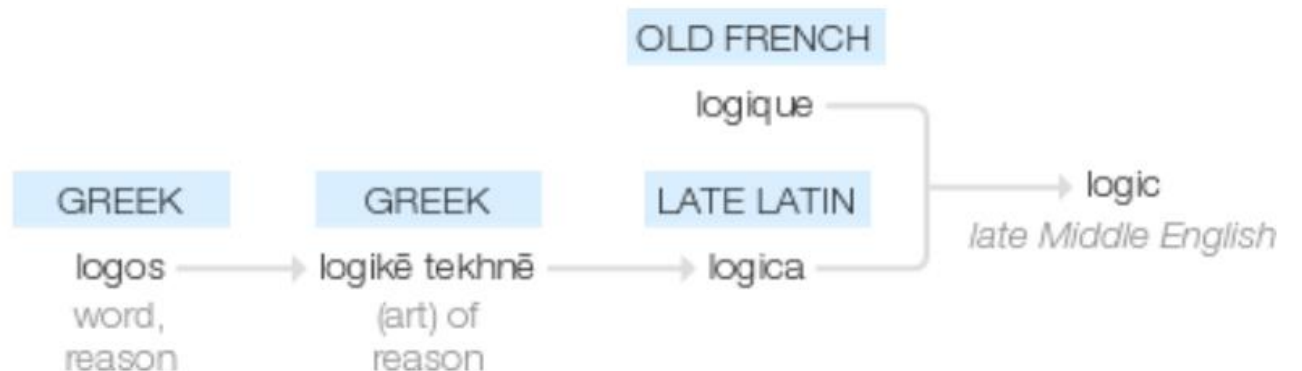 OLD FRENCH
logique
GREEK
GREEK
LATE LATIN
logic
late Middle English
logos
logikē tekhnē
logica
word,
reason
(art) of
reason